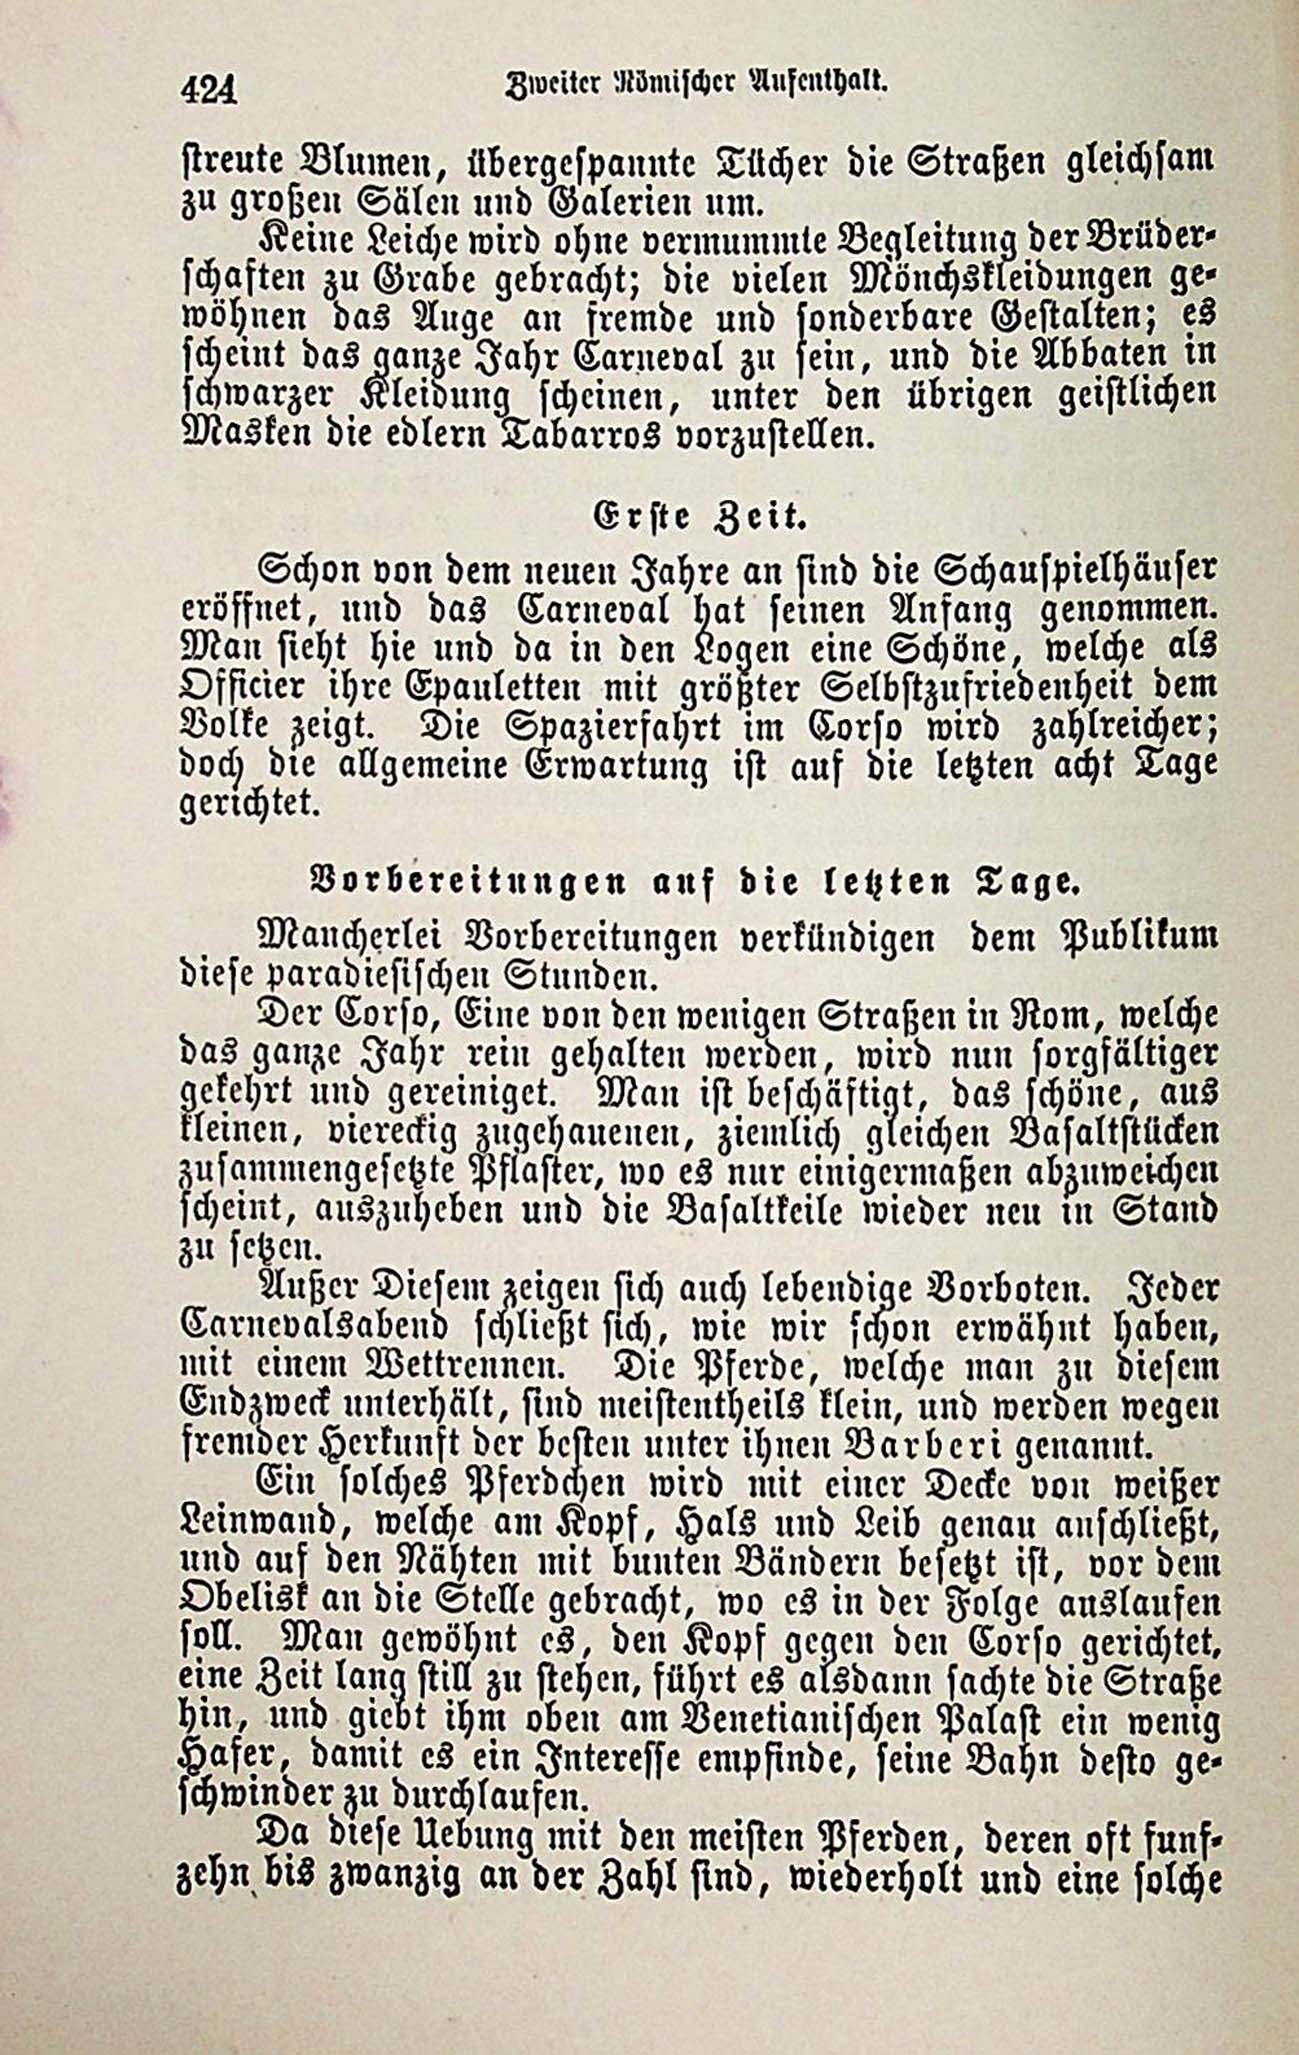 424
Zweiter Römischer Aufenthalt.
streute Blumen, übergespannte Tücher die Straßen gleichsam
zu großen Sälen und Galerien um.
Keine Leiche wird ohne vermummte Begleitung der Brüder-
schaften zu Grabe gebracht; die vielen Mönchskleidungen ge-
wöhnen das Auge an fremde und sonderbare Gestalten; es
scheint das ganze Jahr Carneval zu sein, und die Abbaten in
schwarzer Kleidung scheinen, unter den übrigen geistlichen
Masken die edlern Tabarros vorzustellen.
Erste Zeit.
Schon von dem neuen Jahre an sind die Schauspielhäuser
eröffnet, und das Carneval hat seinen Anfang genommen.
Man sieht hie und da in den Logen eine Schöne, welche als
Officier ihre Epauletten mit größter Selbstzufriedenheit dem
Volke zeigt. Die Spazierfahrt im Corso wird zahlreicher;
doch die allgemeine Erwartung ist auf die letzten acht Tage
gerichtet.
Vorbereitungen auf die letzten Tage.
Mancherlei Vorbereitungen verkündigen dem Publikum
diese paradiesischen Stunden.
Der Corso, Eine von den wenigen Straßen in Rom, welche
das ganze Jahr rein gehalten werden, wird nun sorgfältiger
gekehrt und gereiniget. Man ist beschäftigt, das schöne, aus
kleinen, viereckig zugehauenen, ziemlich gleichen Basaltstücken
zusammengesetzte Pflaster, wo es nur einigermaßen abzuweichen
scheint, auszuheben und die Basaltkeile wieder neu in Stand
zu setzen.
Außer Diesem zeigen sich auch lebendige Vorboten. Jeder
Carnevalsabend schließt sich, wie wir schon erwähnt haben,
mit einem Wettrennen. Die Pferde, welche man zu diesem
Endzweck unterhält, sind meistentheils klein, und werden wegen
fremder Herkunft der besten unter ihnen Barberi genannt.
Ein solches Pferdchen wird mit einer Decke von weißer
Leinwand, welche am Kopf, Hals und Leib genau anschließt,
und auf den Nähten mit bunten Bändern besetzt ist, vor dem
Obelisk an die Stelle gebracht, wo es in der Folge auslaufen
soll. Man gewöhnt es, den Kopf gegen den Corso gerichtet,
eine Zeit lang still zu stehen, führt es alsdann sachte die Straße
hin, und giebt ihm oben am Venetianischen Palast ein wenig
Hafer, damit es ein Interesse empfinde, seine Bahn desto ge-
schwinder zu durchlaufen.
Da diese Uebung mit den meisten Pferden, deren oft funf-
zehn bis zwanzig an der Zahl sind, wiederholt und eine solche